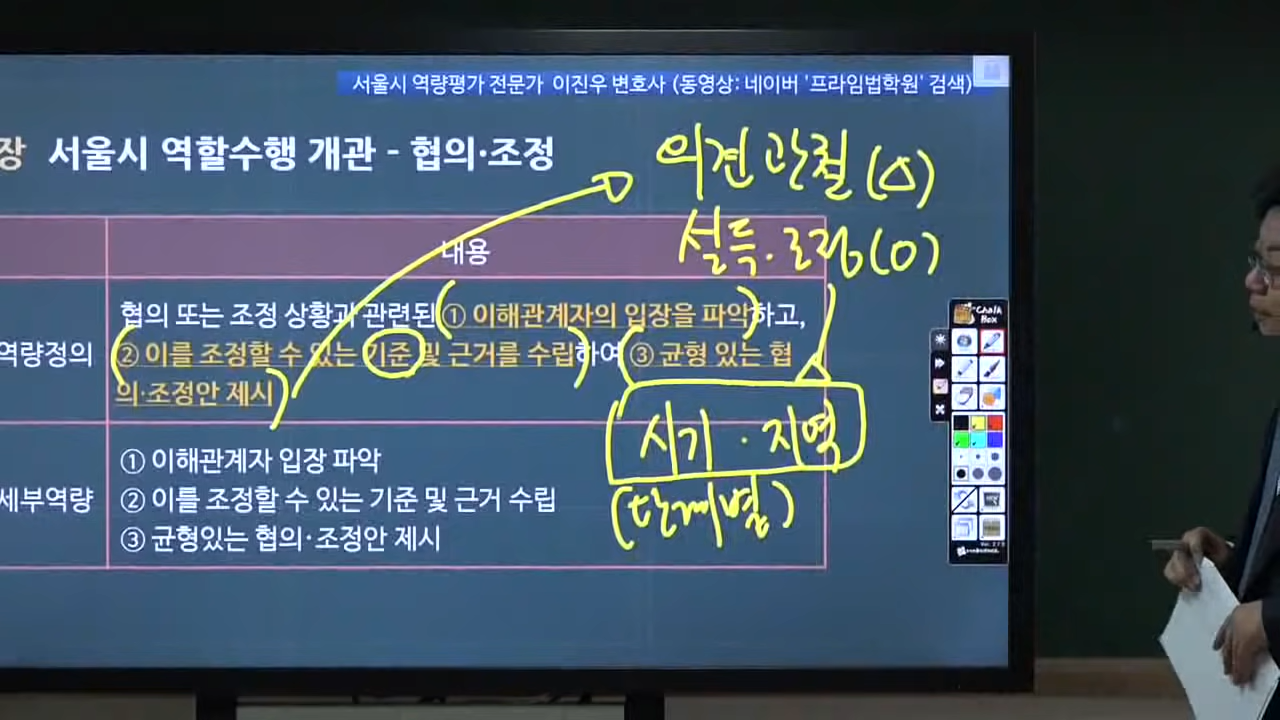 서울시 역량평가 전문가 이진우 변호사 (동영상: 네이버 '프라임법학원' 검색)
장 서울시 역할수행 개관 - 협의·조정
의견 관철 (△)
설득·조정 (O)
내용
역량정의
협의 또는 조정 상황과 관련된 ① 이해관계자의 입장을 파악하고,
② 이를 조정할 수 있는 기준 및 근거를 수립하여 ③ 균형 있는 협
의·조정안 제시
시기·지역
(단계별)
세부역량
① 이해관계자 입장 파악
② 이를 조정할 수 있는 기준 및 근거 수립
③ 균형있는 협의·조정안 제시
Chalk
Box